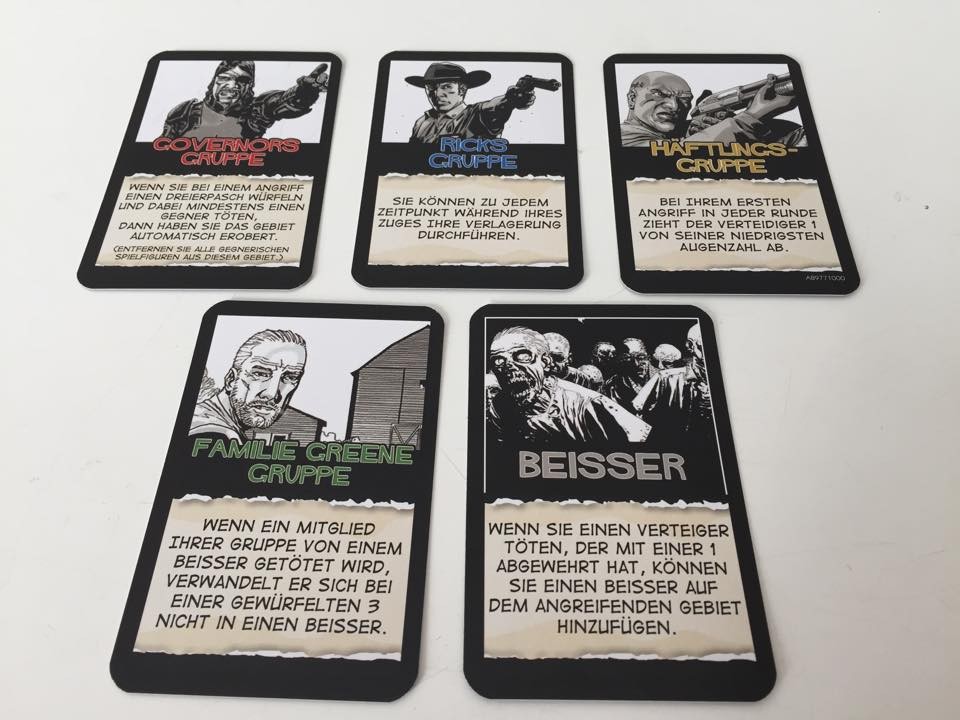 GOVERNORS
GRUPPE
WENN SIE BEI EINEM ANGRIFF
EINEN DREIERPASCH WÜRFELN
UND DABEI MINDESTENS EINEN
GEGNER TÖTEN,
DANN HABEN SIE DAS GEBIET
AUTOMATISCH EROBERT.
(ENTFERNEN SIE ALLE GEGNERISCHEN
SPIELFIGUREN AUS DIESEM GEBIET.)
RICKS
GRUPPE
SIE KÖNNEN ZU JEDEM
ZEITPUNKT WÄHREND IHRES
ZUGES IHRE VERLAGERUNG
DURCHFÜHREN.
HÄFTLINGS-
GRUPPE
BEI IHREM ERSTEN
ANGRIFF IN JEDER RUNDE
ZIEHT DER VERTEIDIGER 1
VON SEINER NIEDRIGSTEN
AUGENZAHL AB.
AB9771000
FAMILIE GREENE
GRUPPE
WENN EIN MITGLIED
IHRER GRUPPE VON EINEM
BEISSER GETÖTET WIRD,
VERWANDELT ER SICH BEI
EINER GEWÜRFELTEN 3
NICHT IN EINEN BEISSER.
BEISSER
WENN SIE EINEN VERTEIGER
TÖTEN, DER MIT EINER 1
ABGEWEHRT HAT, KÖNNEN
SIE EINEN BEISSER AUF
DEM ANGREIFENDEN GEBIET
HINZUFÜGEN.